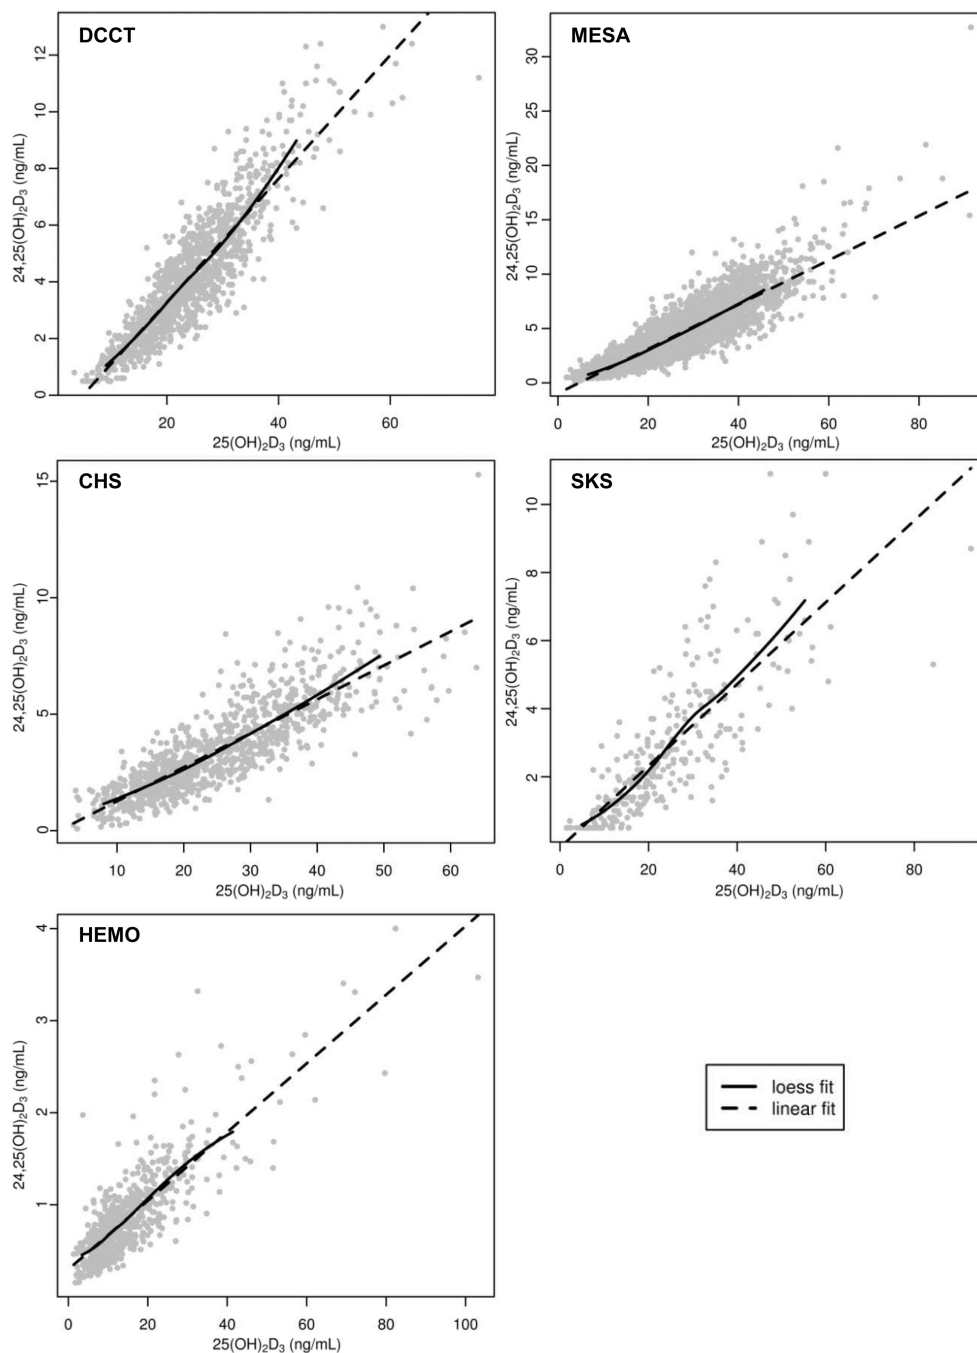 DCCT
24,25(OH)₂D₃ (ng/mL)
0 2 4 6 8 10 12
20 40 60
25(OH)₂D₃ (ng/mL)
MESA
24,25(OH)₂D₃ (ng/mL)
0 5 10 15 20 25 30
0 20 40 60 80
25(OH)₂D₃ (ng/mL)
CHS
24,25(OH)₂D₃ (ng/mL)
0 5 10 15
10 20 30 40 50 60
25(OH)₂D₃ (ng/mL)
SKS
24,25(OH)₂D₃ (ng/mL)
2 4 6 8 10
0 20 40 60 80
25(OH)₂D₃ (ng/mL)
HEMO
24,25(OH)₂D₃ (ng/mL)
1 2 3 4
0 20 40 60 80 100
25(OH)₂D₃ (ng/mL)
loess fit
linear fit